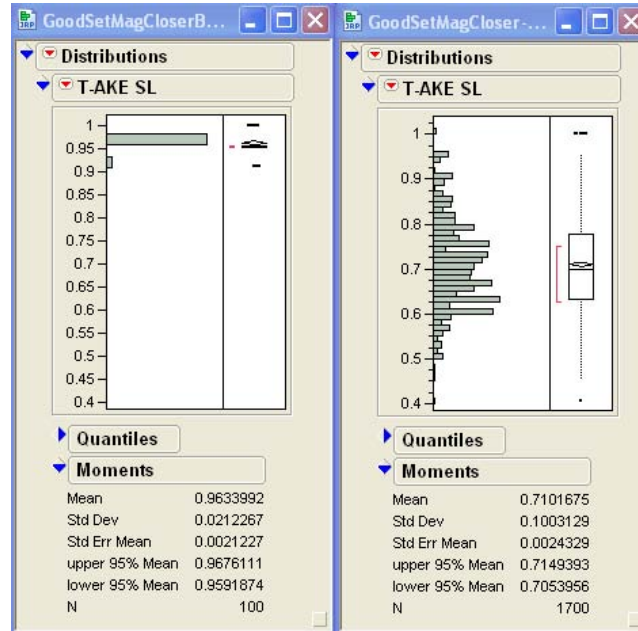 GoodSetMagCloserB...
Distributions
T-AKE SL
1
0.95
0.9
0.85
0.8
0.75
0.7
0.65
0.6
0.55
0.5
0.45
0.4
Quantiles
Moments
Mean 0.9633992
Std Dev 0.0212267
Std Err Mean 0.0021227
upper 95% Mean 0.9676111
lower 95% Mean 0.9591874
N 100
GoodSetMagCloser-...
Distributions
T-AKE SL
1
0.9
0.8
0.7
0.6
0.5
0.4
Quantiles
Moments
Mean 0.7101675
Std Dev 0.1003129
Std Err Mean 0.0024329
upper 95% Mean 0.7149393
lower 95% Mean 0.7053956
N 1700